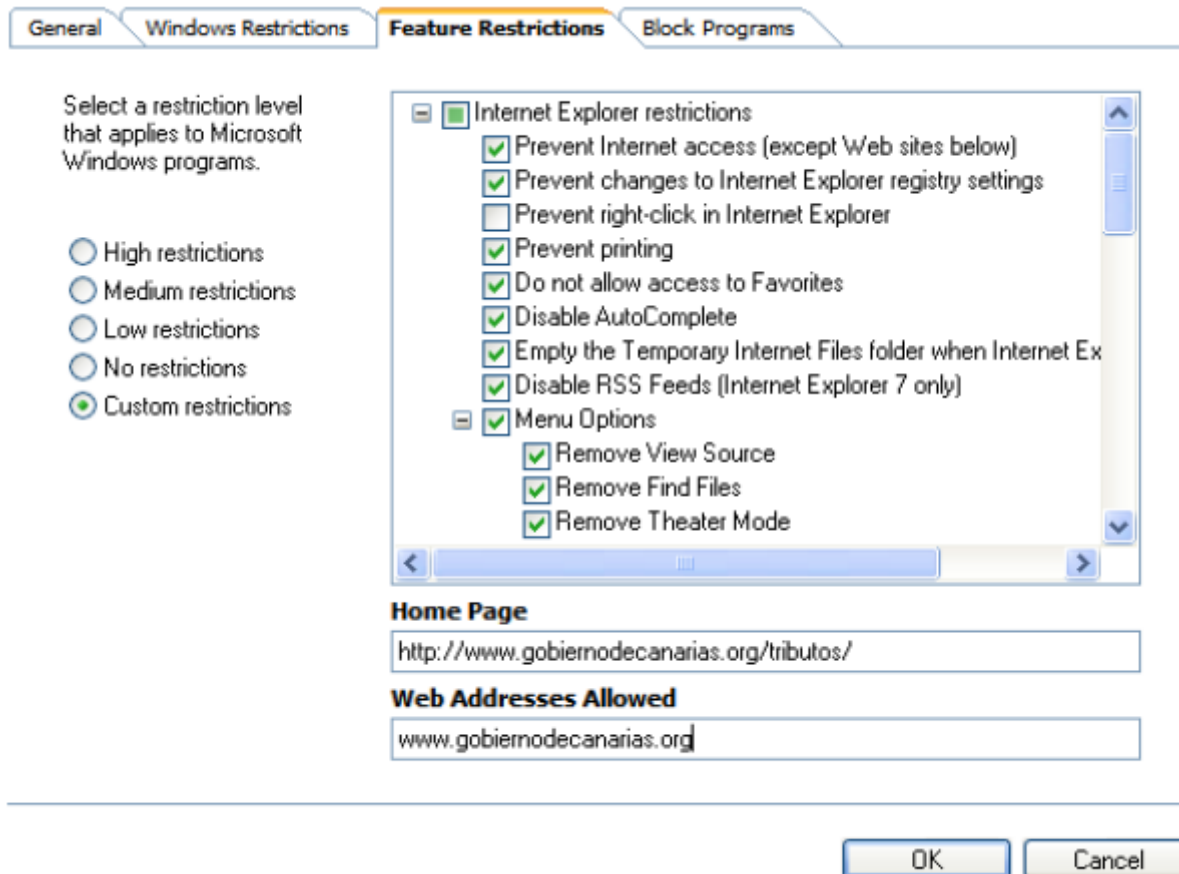 General
Windows Restrictions
Feature Restrictions
Block Programs
Select a restriction level
that applies to Microsoft
Windows programs.
High restrictions
Medium restrictions
Low restrictions
No restrictions
Custom restrictions
Internet Explorer restrictions
Prevent Internet access (except Web sites below)
Prevent changes to Internet Explorer registry settings
Prevent right-click in Internet Explorer
Prevent printing
Do not allow access to Favorites
Disable AutoComplete
Empty the Temporary Internet Files folder when Internet Ex
Disable RSS Feeds (Internet Explorer 7 only)
Menu Options
Remove View Source
Remove Find Files
Remove Theater Mode
Home Page
http://www.gobiernodecanarias.org/tributos/
Web Addresses Allowed
www.gobiernodecanarias.org
OK
Cancel